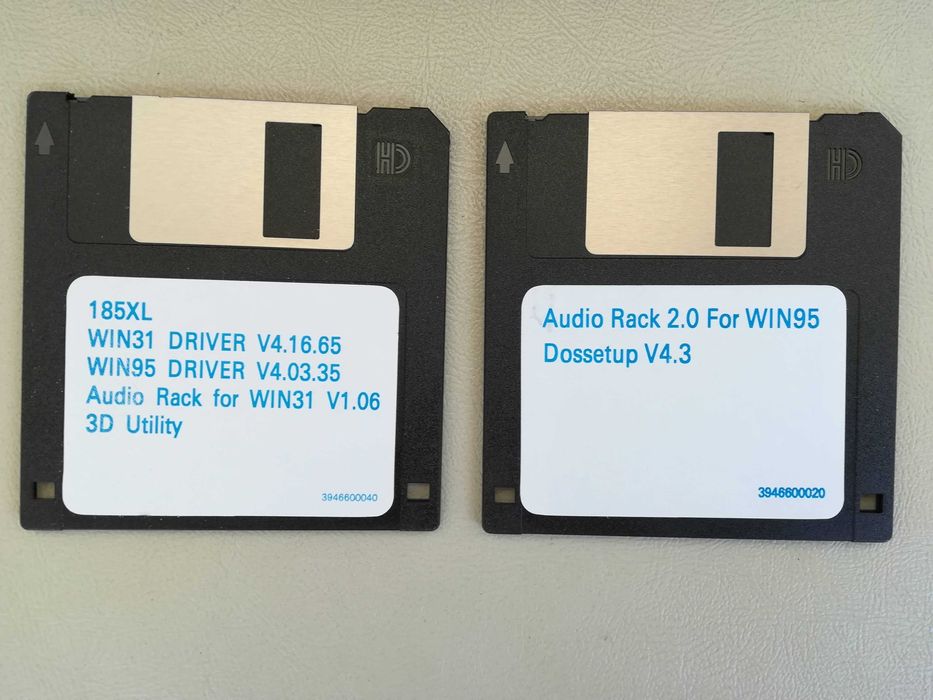 HD
185XL
WIN31 DRIVER V4.16.65
WIN95 DRIVER V4.03.35
Audio Rack for WIN31 V1.06
3D Utility
3946600040
HD
Audio Rack 2.0 For WIN95
Dossetup V4.3
3946600020